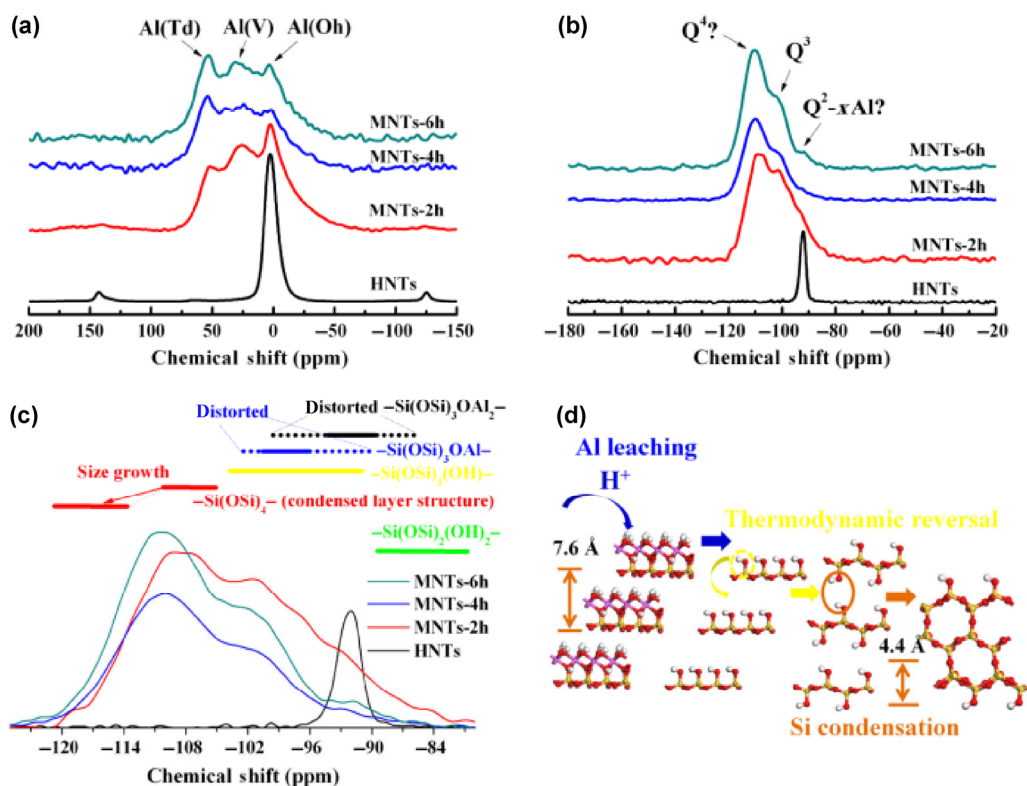 (a)
Al(Td) Al(V) Al(Oh)
MNTs-6h
MNTs-4h
MNTs-2h
HNTs
200 150 100 50 0 −50 −100 −150
Chemical shift (ppm)
(b)
Q⁴?
Q³
Q²-x Al?
MNTs-6h
MNTs-4h
MNTs-2h
HNTs
−180 −160 −140 −120 −100 −80 −60 −40 −20
Chemical shift (ppm)
(c)
Distorted −Si(OSi)₃OAl₂−
Distorted
−Si(OSi)₃OAl−
−Si(OSi)₃(OH)−
Size growth
−Si(OSi)₄− (condensed layer structure)
−Si(OSi)₂(OH)₂−
MNTs-6h
MNTs-4h
MNTs-2h
HNTs
−120 −114 −108 −102 −96 −90 −84
Chemical shift (ppm)
(d)
Al leaching
H⁺
Thermodynamic reversal
7.6 Å
4.4 Å
Si condensation